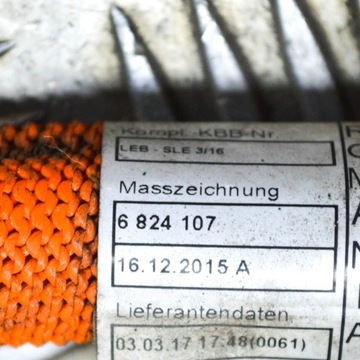 Kompl.-KBB-Nr.
LEB - SLE 3/16
Masszeichnung
6 824 107
16.12.2015 A
Lieferantendaten
03.03.17 17:48(0061)